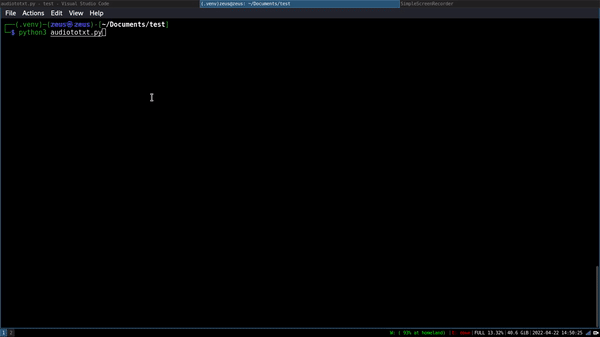 audiototxt.py - test - Visual Studio Code
(.venv)zeus@zeus: ~/Documents/test
SimpleScreenRecorder
File Actions Edit View Help
┌──(.venv)-(zeus㉿zeus)-[~/Documents/test]
└─$ python3 audiototxt.py
1 2 W: ( 93% at homeland) E: down FULL 13.32% 40.6 GiB 2022-04-22 14:50:25